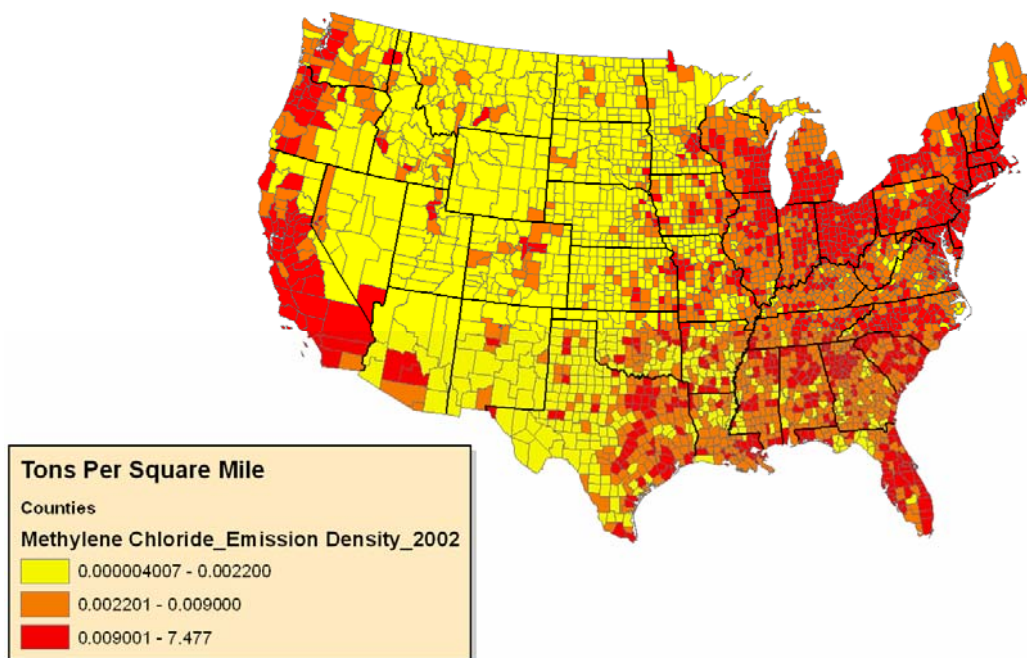 Tons Per Square Mile
Counties
Methylene Chloride_Emission Density_2002
0.000004007 - 0.002200
0.002201 - 0.009000
0.009001 - 7.477